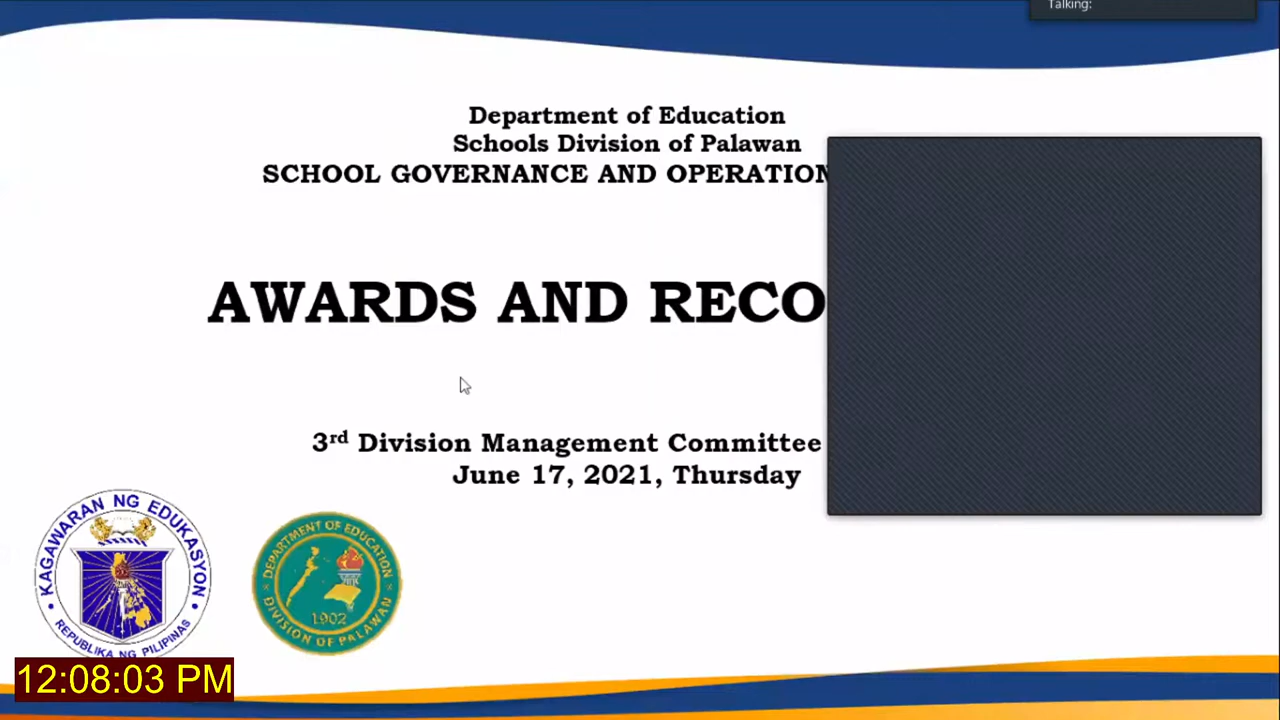 Talking:
Department of Education
Schools Division of Palawan
SCHOOL GOVERNANCE AND OPERATION
AWARDS AND RECO
3rd Division Management Committee
June 17, 2021, Thursday
KAGAWARAN NG EDUKASYON
REPUBLIKA NG PILIPINAS
DEPARTMENT OF EDUCATION
1902
DIVISION OF PALAWAN
12:08:03 PM